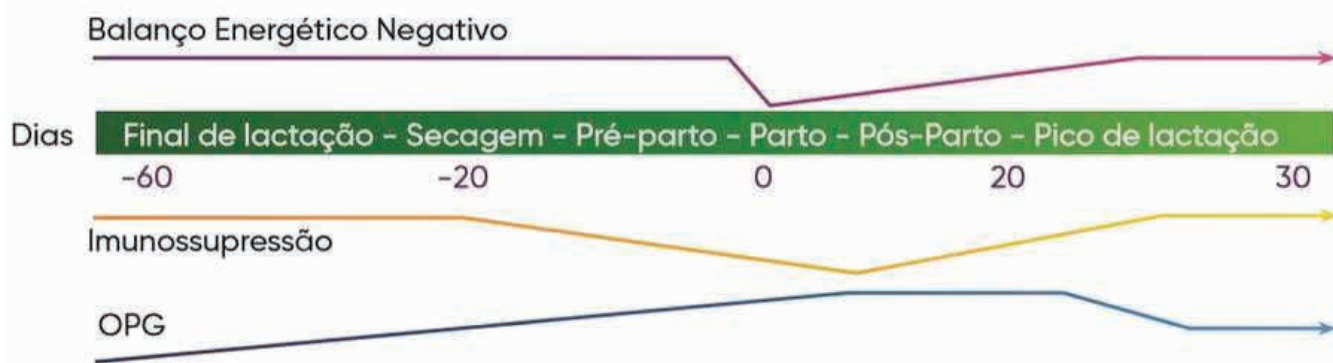 Balanço Energético Negativo
Dias Final de lactação - Secagem - Pré-parto - Parto - Pós-Parto - Pico de lactação
-60 -20 0 20 30
Imunossupressão
OPG